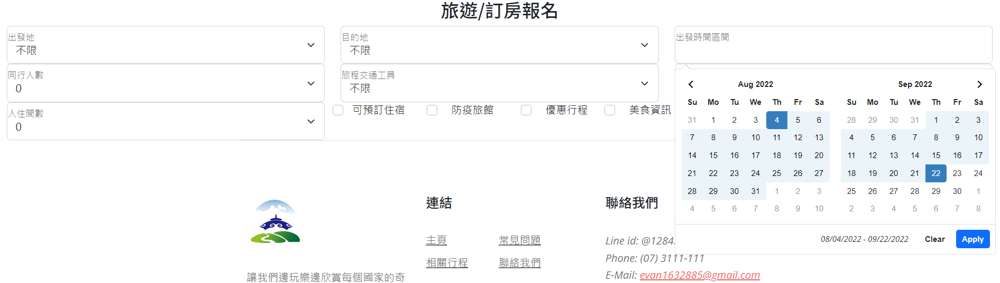 旅遊/訂房報名
出發地
不限
目的地
不限
出發時間區間
同行人數
0
旅程交通工具
不限
入住間數
0
可預訂住宿 防疫旅館 優惠行程 美食資訊
Aug 2022
Su Mo Tu We Th Fr Sa
31 1 2 3 4 5 6
7 8 9 10 11 12 13
14 15 16 17 18 19 20
21 22 23 24 25 26 27
28 29 30 31 1 2 3
4 5 6 7 8 9 10
Sep 2022
Su Mo Tu We Th Fr Sa
28 29 30 31 1 2 3
4 5 6 7 8 9 10
11 12 13 14 15 16 17
18 19 20 21 22 23 24
25 26 27 28 29 30 1
2 3 4 5 6 7 8
08/04/2022 - 09/22/2022 Clear Apply
讓我們邊玩樂邊欣賞每個國家的奇
連結
主頁 常見問題
相關行程 聯絡我們
聯絡我們
Line id: @1284
Phone: (07) 3111-111
E-Mail: evan1632885@gmail.com